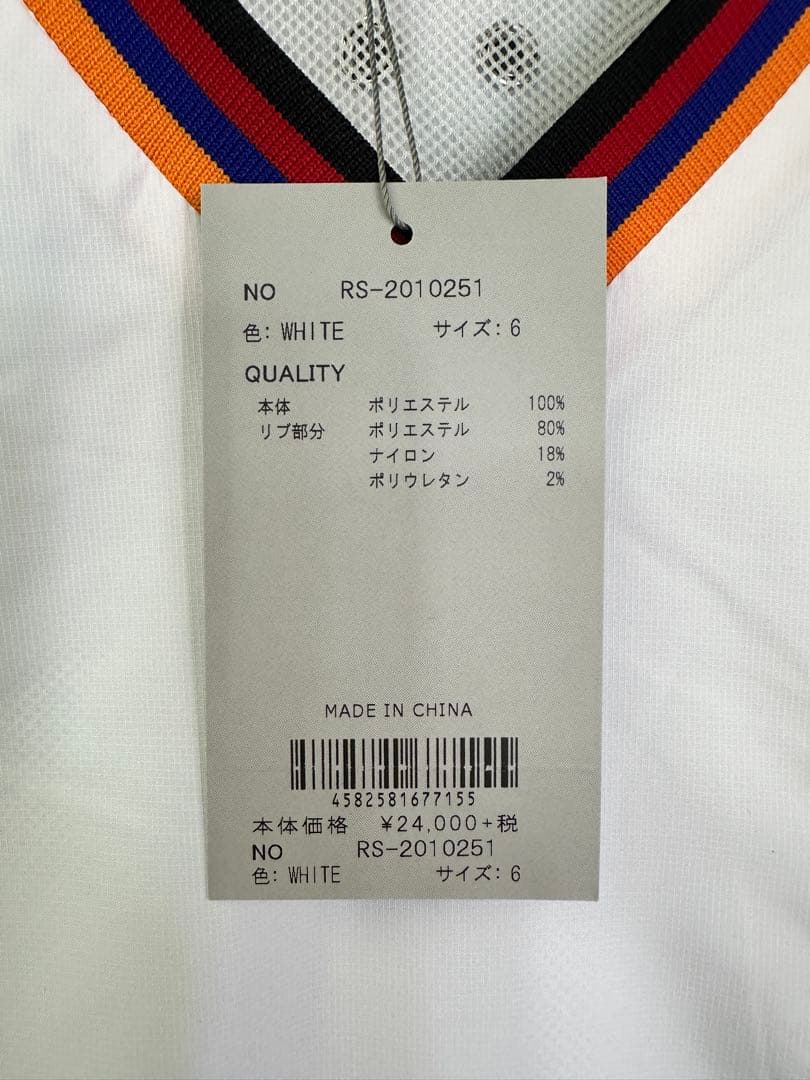 NO RS-2010251
色: WHITE サイズ: 6
QUALITY
本体 ポリエステル 100%
リブ部分 ポリエステル 80%
ナイロン 18%
ポリウレタン 2%
MADE IN CHINA
4582581677155
本体価格 ¥24,000+税
NO RS-2010251
色: WHITE サイズ: 6